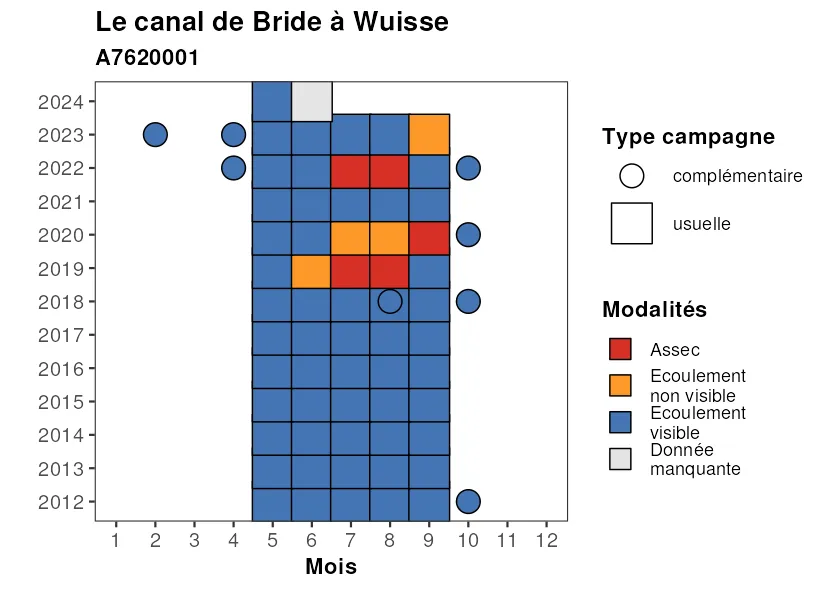 Le canal de Bride à Wuisse
A7620001
2024
2023
2022
2021
2020
2019
2018
2017
2016
2015
2014
2013
2012
1 2 3 4 5 6 7 8 9 10 11 12
Mois
Type campagne
complémentaire
usuelle
Modalités
Assec
Ecoulement
non visible
Ecoulement
visible
Donnée
manquante